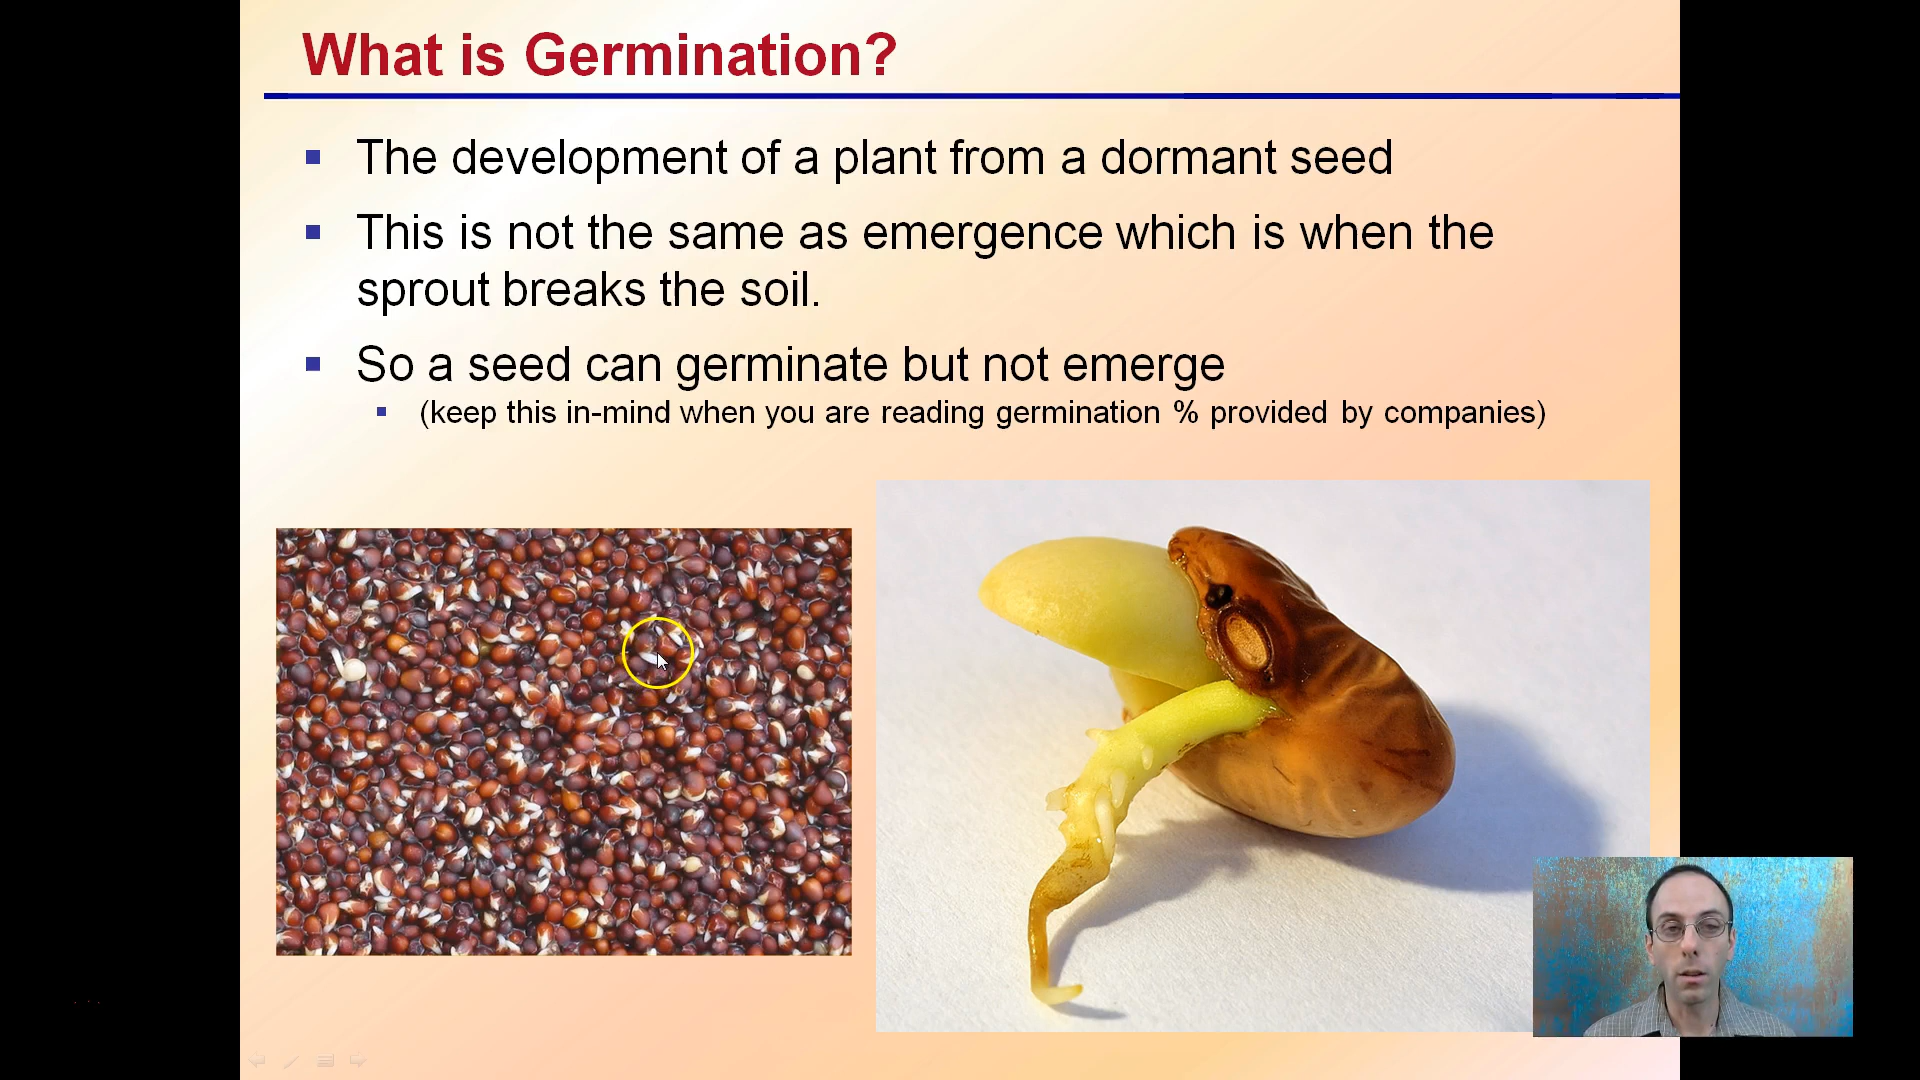 What is Germination?
The development of a plant from a dormant seed
This is not the same as emergence which is when the
sprout breaks the soil.
So a seed can germinate but not emerge
(keep this in-mind when you are reading germination % provided by companies)